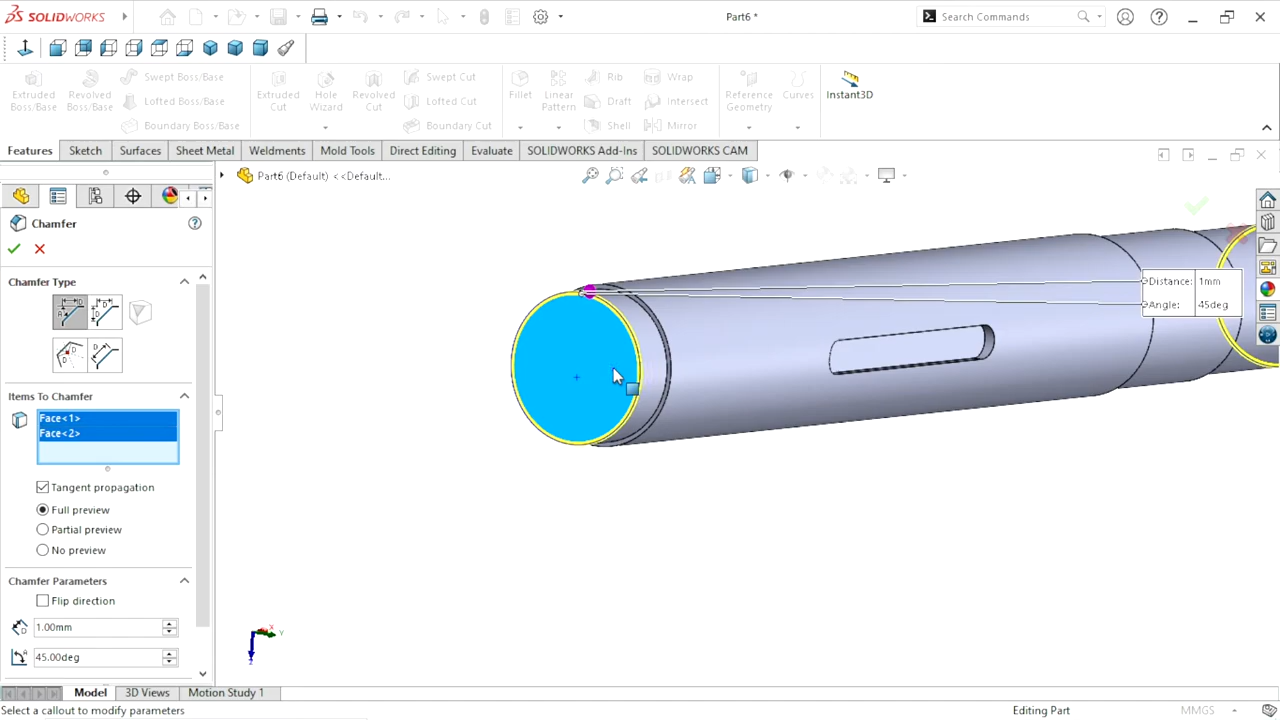 SOLIDWORKS
Part6 *
Search Commands
Extruded Boss/Base
Revolved Boss/Base
Swept Boss/Base
Lofted Boss/Base
Boundary Boss/Base
Extruded Cut
Hole Wizard
Revolved Cut
Swept Cut
Lofted Cut
Boundary Cut
Fillet
Linear Pattern
Rib
Draft
Shell
Wrap
Intersect
Mirror
Reference Geometry
Curves
Instant3D
Features
Sketch
Surfaces
Sheet Metal
Weldments
Mold Tools
Direct Editing
Evaluate
SOLIDWORKS Add-Ins
SOLIDWORKS CAM
Part6 (Default) <<Default...
Chamfer
Chamfer Type
Items To Chamfer
Face<1>
Face<2>
Tangent propagation
Full preview
Partial preview
No preview
Chamfer Parameters
Flip direction
1.00mm
45.00deg
Distance: 1mm
Angle: 45deg
Model
3D Views
Motion Study 1
Select a callout to modify parameters
Editing Part
MMGS